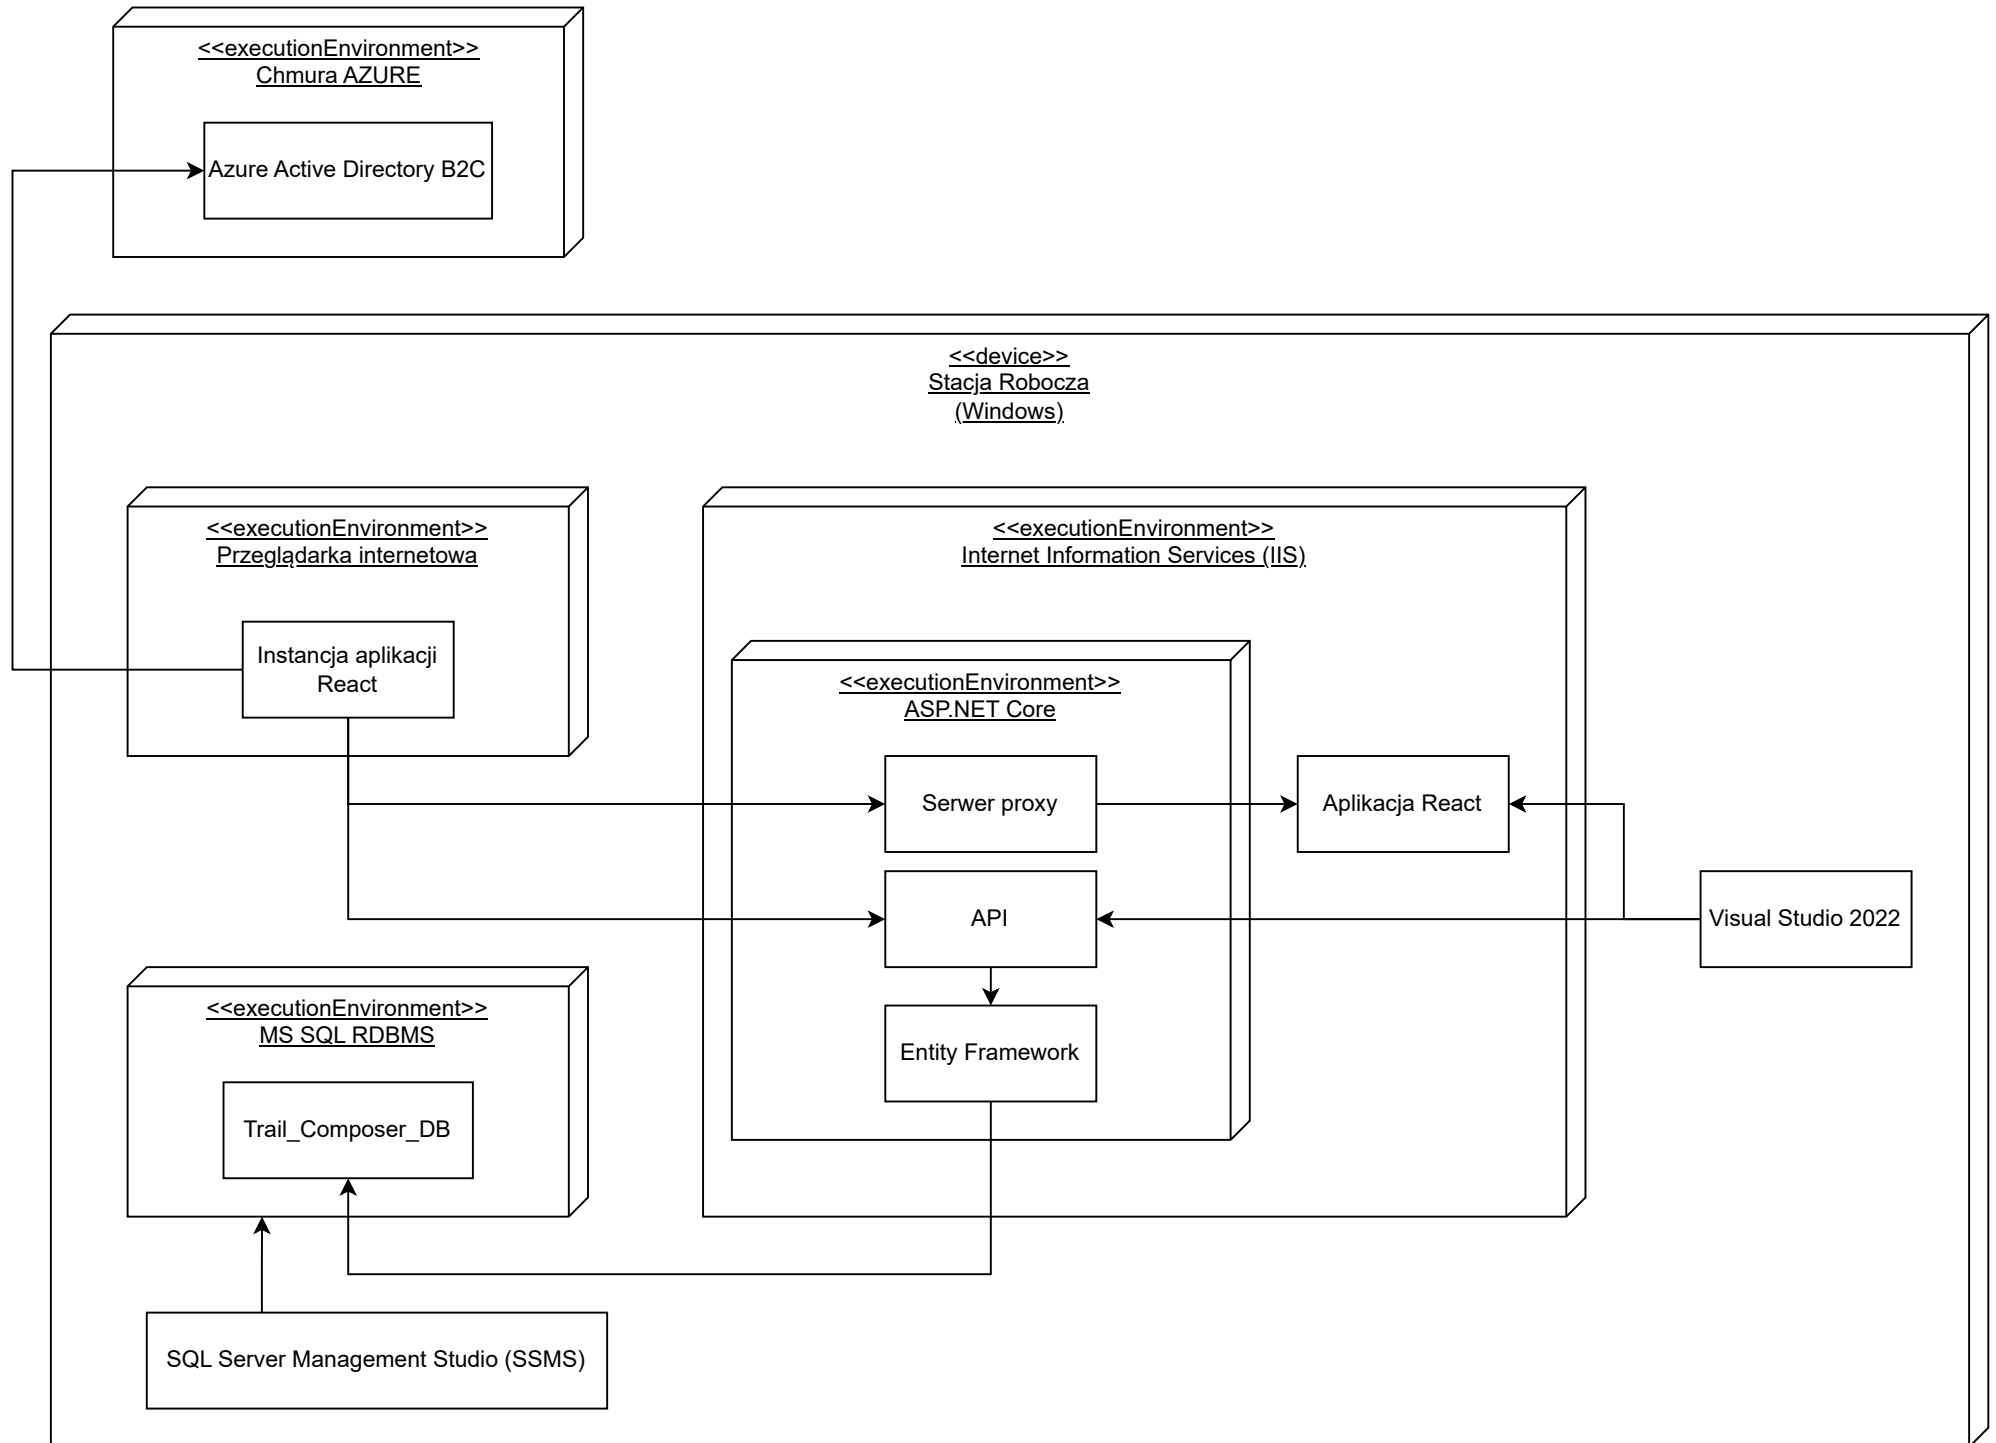 <<executionEnvironment>>
Chmura AZURE
Azure Active Directory B2C
<<device>>
Stacja Robocza
(Windows)
<<executionEnvironment>>
Przeglądarka internetowa
Instancja aplikacji
React
<<executionEnvironment>>
Internet Information Services (IIS)
<<executionEnvironment>>
ASP.NET Core
Serwer proxy
Aplikacja React
API
Visual Studio 2022
Entity Framework
<<executionEnvironment>>
MS SQL RDBMS
Trail_Composer_DB
SQL Server Management Studio (SSMS)